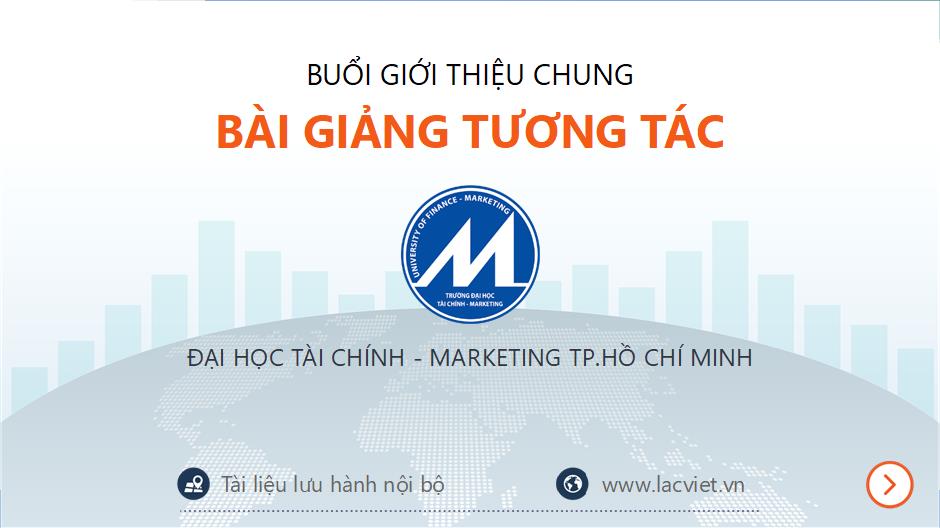 BUỔI GIỚI THIỆU CHUNG
BÀI GIẢNG TƯƠNG TÁC
UNIVERSITY OF FINANCE - MARKETING
TRƯỜNG ĐẠI HỌC
TÀI CHÍNH - MARKETING
ĐẠI HỌC TÀI CHÍNH - MARKETING TP.HỒ CHÍ MINH
Tài liệu lưu hành nội bộ
www.lacviet.vn